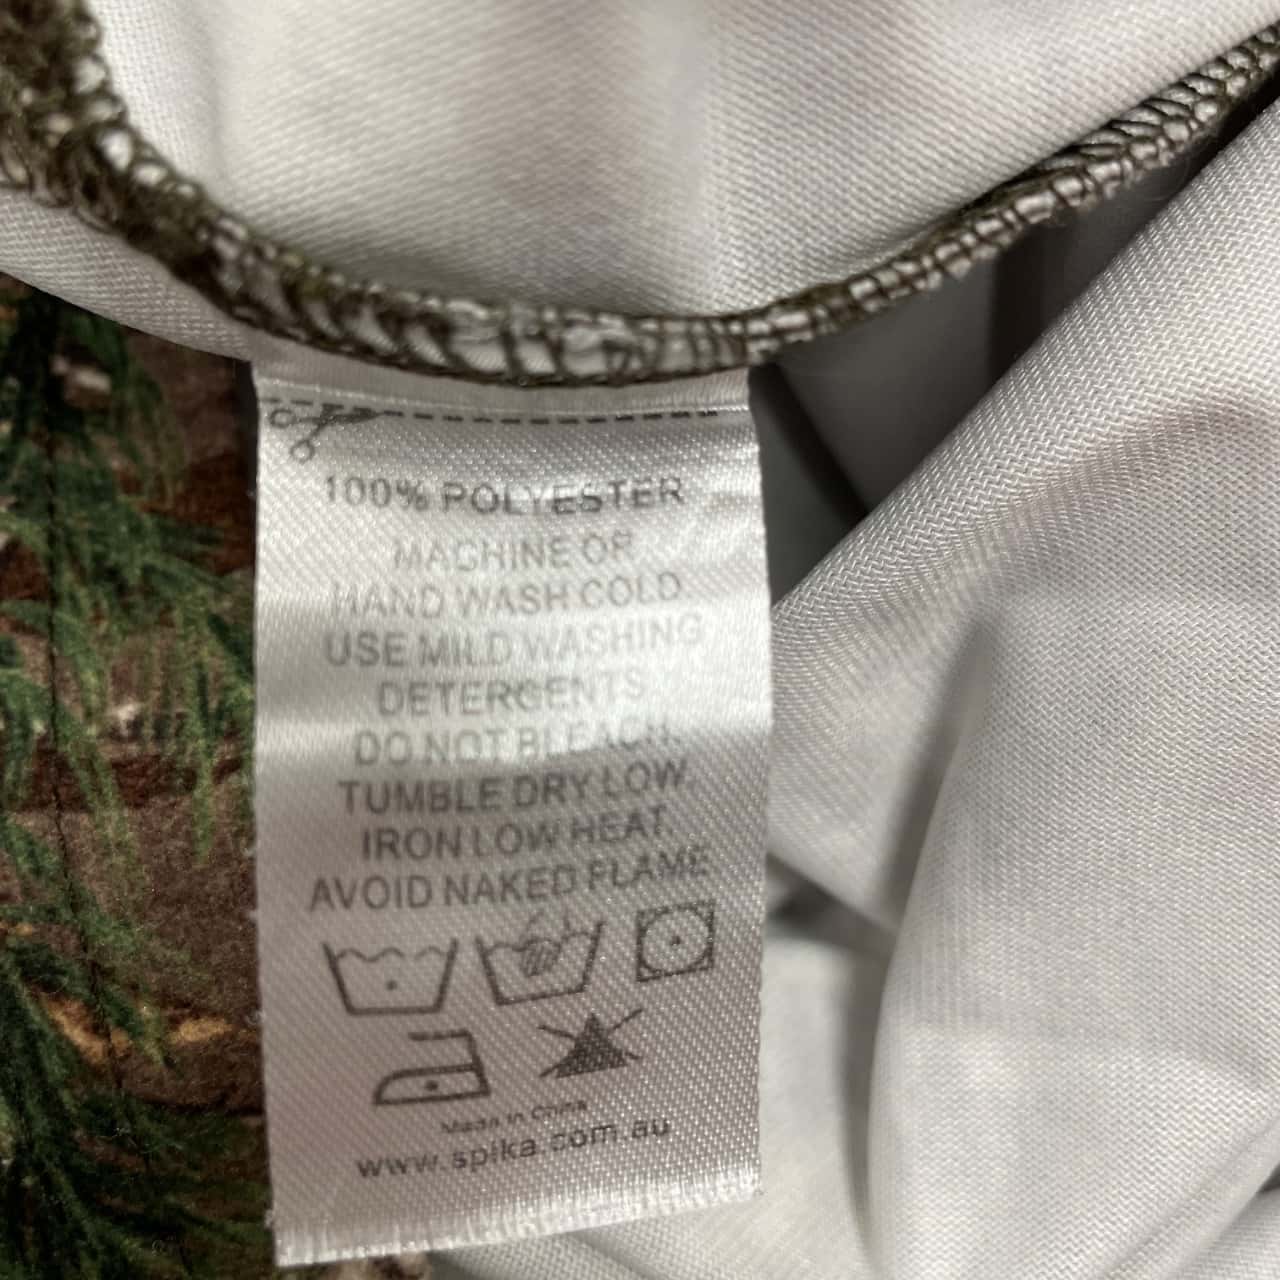 100% POLYESTER
MACHINE OR
HAND WASH COLD.
USE MILD WASHING
DETERGENTS.
DO NOT BLEACH.
TUMBLE DRY LOW.
IRON LOW HEAT.
AVOID NAKED FLAME
Made in China
www.spika.com.au